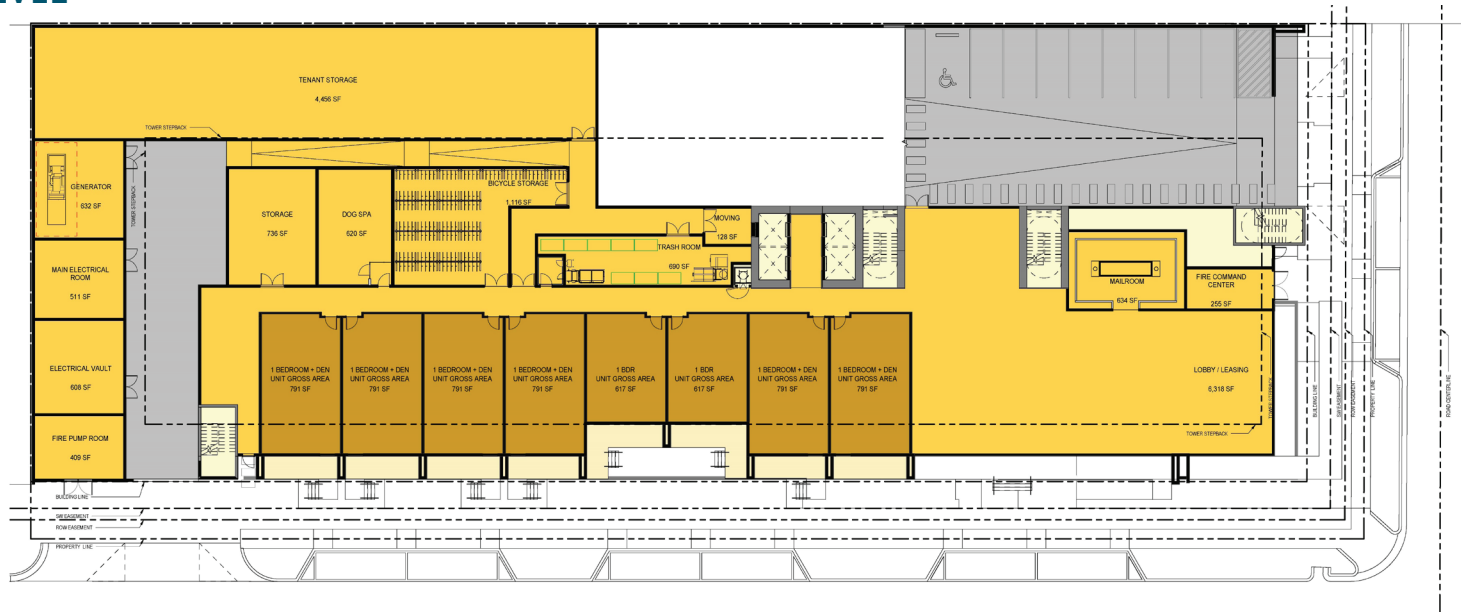 TENANT STORAGE
4,456 SF
TOWER STEPBACK
GENERATOR
632 SF
TOWER STEPBACK
STORAGE
736 SF
DOG SPA
620 SF
BICYCLE STORAGE
1,116 SF
MOVING
128 SF
TRASH ROOM
690 SF
MAIN ELECTRICAL
ROOM
511 SF
MAILROOM
634 SF
FIRE COMMAND
CENTER
255 SF
ELECTRICAL VAULT
608 SF
1 BEDROOM + DEN
UNIT GROSS AREA
791 SF
1 BEDROOM + DEN
UNIT GROSS AREA
791 SF
1 BEDROOM + DEN
UNIT GROSS AREA
791 SF
1 BEDROOM + DEN
UNIT GROSS AREA
791 SF
1 BDR
UNIT GROSS AREA
617 SF
1 BDR
UNIT GROSS AREA
617 SF
1 BEDROOM + DEN
UNIT GROSS AREA
791 SF
1 BEDROOM + DEN
UNIT GROSS AREA
791 SF
LOBBY / LEASING
6,318 SF
TOWER STEPBACK
BUILDING LINE
SW EASEMENT
ROW EASEMENT
PROPERTY LINE
ROAD CENTERLINE
FIRE PUMP ROOM
409 SF
TOWER STEPBACK
BUILDING LINE
SW EASEMENT
ROW EASEMENT
PROPERTY LINE